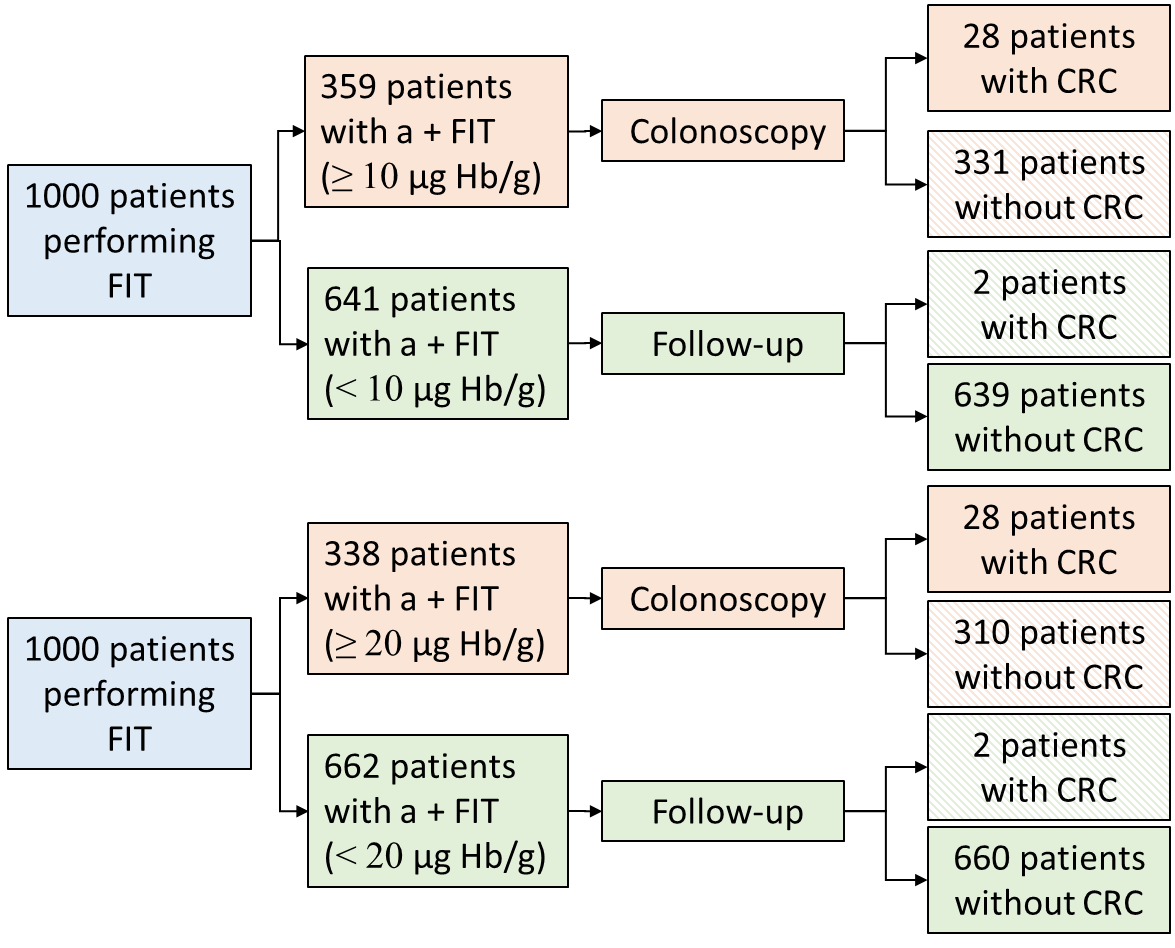 1000 patients
performing
FIT
359 patients
with a + FIT
(≥ 10 µg Hb/g)
Colonoscopy
28 patients
with CRC
331 patients
without CRC
641 patients
with a + FIT
(< 10 µg Hb/g)
Follow-up
2 patients
with CRC
639 patients
without CRC
1000 patients
performing
FIT
338 patients
with a + FIT
(≥ 20 µg Hb/g)
Colonoscopy
28 patients
with CRC
310 patients
without CRC
662 patients
with a + FIT
(< 20 µg Hb/g)
Follow-up
2 patients
with CRC
660 patients
without CRC